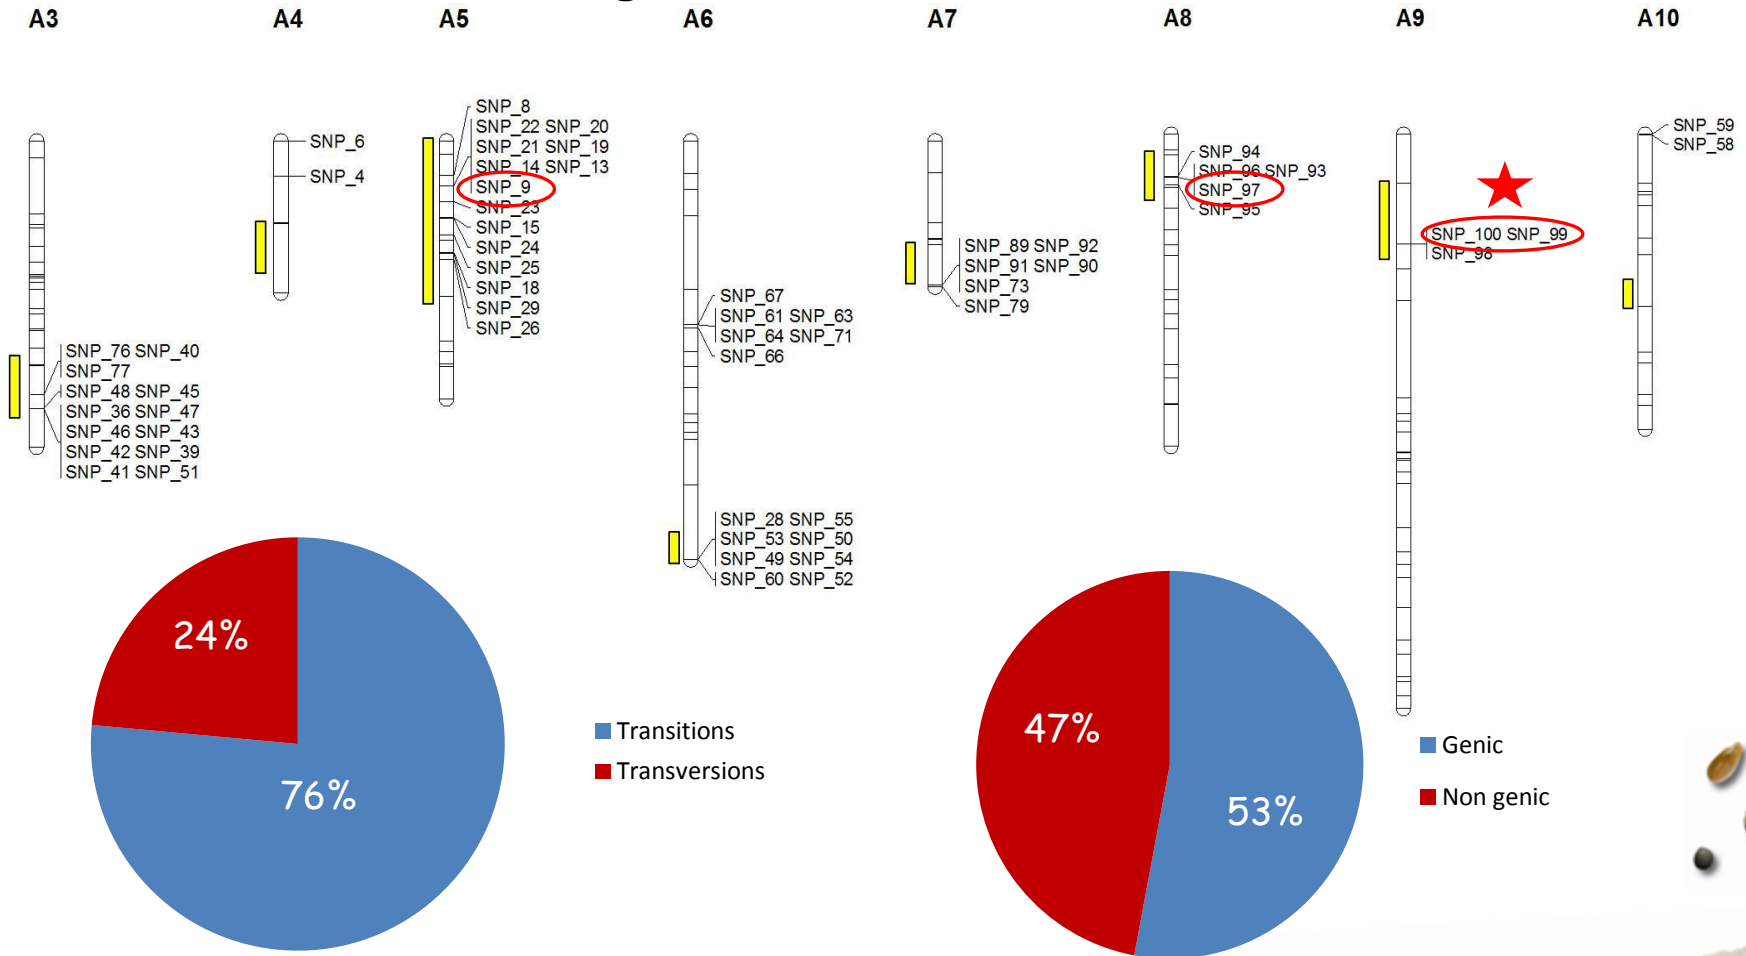 A3
A4
A5
A6
A7
A8
A9
A10
SNP_76 SNP_40
SNP_77
SNP_48 SNP_45
SNP_36 SNP_47
SNP_46 SNP_43
SNP_42 SNP_39
SNP_41 SNP_51
SNP_6
SNP_4
SNP_8
SNP_22 SNP_20
SNP_21 SNP_19
SNP_14 SNP_13
SNP_9
SNP_23
SNP_15
SNP_24
SNP_25
SNP_18
SNP_29
SNP_26
SNP_67
SNP_61 SNP_63
SNP_64 SNP_71
SNP_66
SNP_28 SNP_55
SNP_53 SNP_50
SNP_49 SNP_54
SNP_60 SNP_52
SNP_89 SNP_92
SNP_91 SNP_90
SNP_73
SNP_79
SNP_94
SNP_96 SNP_93
SNP_97
SNP_95
SNP_100 SNP_99
SNP_98
SNP_59
SNP_58
24%
76%
Transitions
Transversions
47%
53%
Genic
Non genic